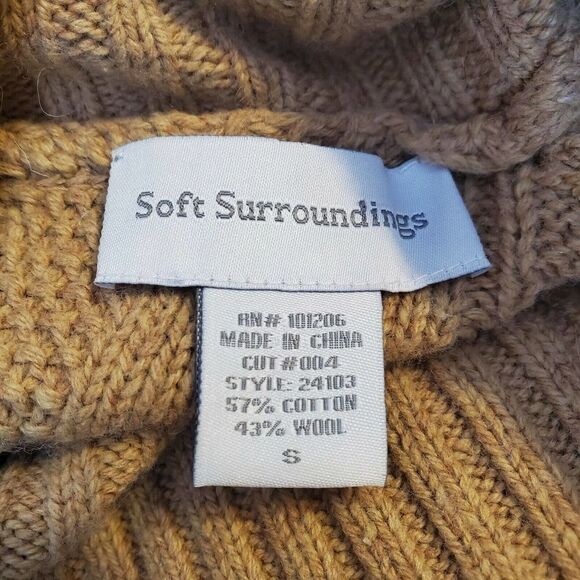 Soft Surroundings
RN# 101206
MADE IN CHINA
CUT#004
STYLE: 24103
57% COTTON
43% WOOL
S